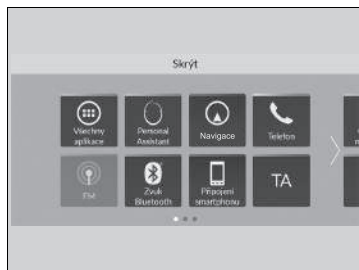 Skrýt
Všechny
aplikace
Personal
Assistant
Navigace
Telefon
FM
Zvuk
Bluetooth
Připojení
smartphonu
TA